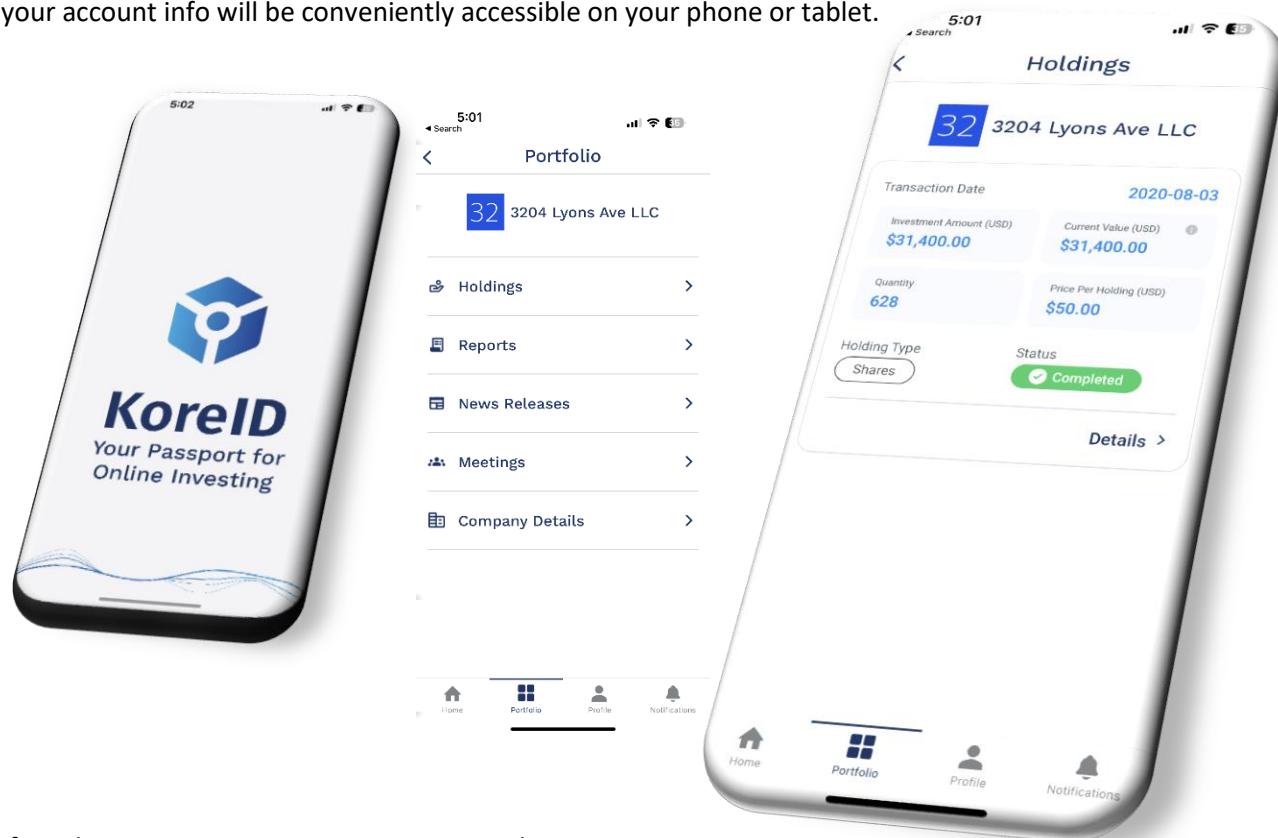 your account info will be conveniently accessible on your phone or tablet.
5:02
KoreID
Your Passport for
Online Investing
5:01
Search
35
Portfolio
32 3204 Lyons Ave LLC
Holdings
Reports
News Releases
Meetings
Company Details
Home Portfolio Profile Notifications
5:01
Search
35
Holdings
32 3204 Lyons Ave LLC
Transaction Date 2020-08-03
Investment Amount (USD) Current Value (USD)
$31,400.00 $31,400.00
Quantity Price Per Holding (USD)
628 $50.00
Holding Type Status
Shares Completed
Details
Home Portfolio Profile Notifications